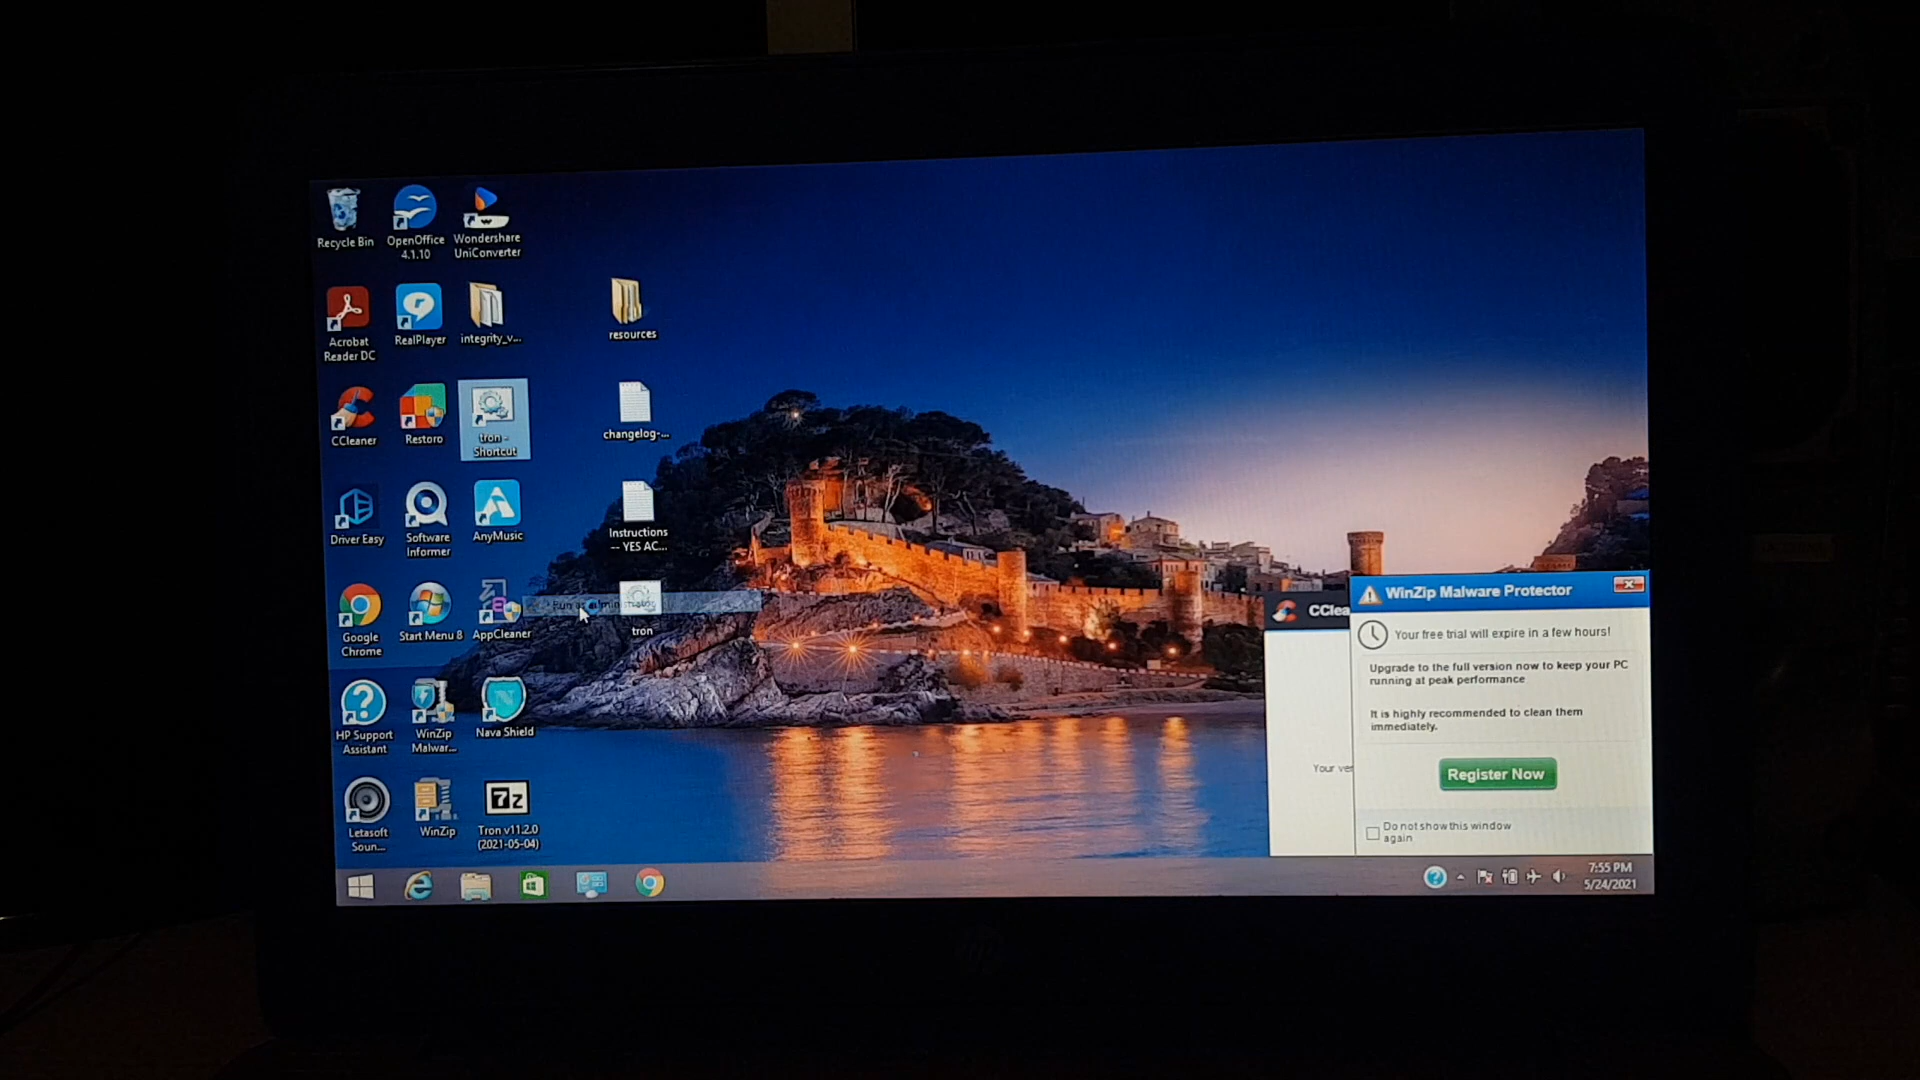 Recycle Bin
OpenOffice
4.1.10
Wondershare
UniConverter
Acrobat
Reader DC
RealPlayer
integrity_v...
resources
CCleaner
Restoro
tron -
Shortcut
changelog-...
Driver Easy
Software
Informer
AnyMusic
Instructions
-- YES AC...
Google
Chrome
Start Menu 8
AppCleaner
Run as administrator
tron
HP Support
Assistant
WinZip
Malwar...
Nava Shield
Letasoft
Soun...
WinZip
7z
Tron v11.2.0
(2021-05-04)
CClea
Your ver
WinZip Malware Protector
Your free trial will expire in a few hours!
Upgrade to the full version now to keep your PC
running at peak performance
It is highly recommended to clean them
immediately.
Register Now
Do not show this window
again
7:55 PM
5/24/2021